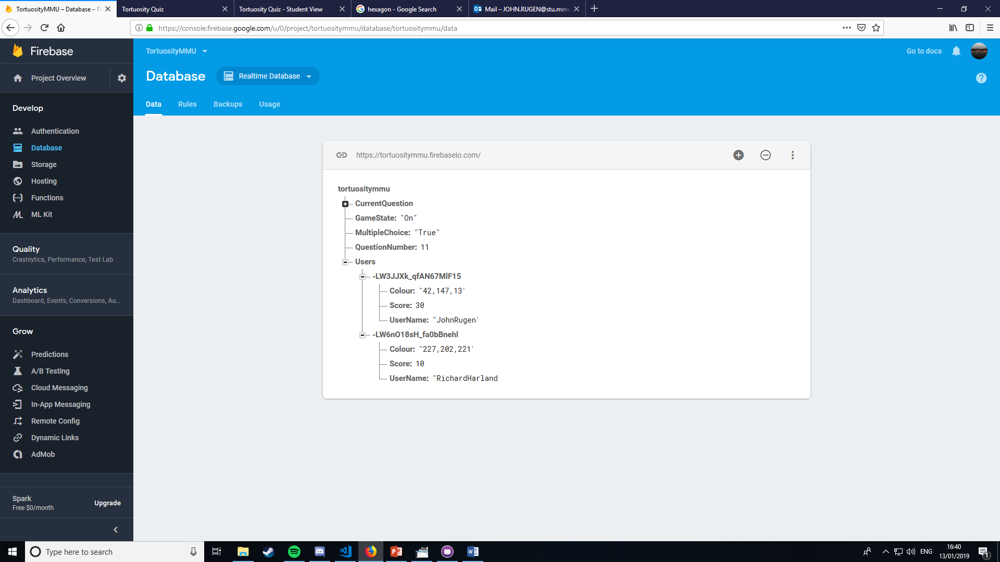 TortuosityMMU – Database – Fi
Tortuosity Quiz
Tortuosity Quiz - Student View
hexagon - Google Search
Mail – JOHN.RUGEN@stu.mmu
https://console.firebase.google.com/u/0/project/tortuositymmu/database/tortuositymmu/data
Firebase
Project Overview
Develop
Authentication
Database
Storage
Hosting
Functions
ML Kit
Quality
Crashlytics, Performance, Test Lab
Analytics
Dashboard, Events, Conversions, Au...
Grow
Predictions
A/B Testing
Cloud Messaging
In-App Messaging
Remote Config
Dynamic Links
AdMob
Spark
Free $0/month
Upgrade
TortuosityMMU
Go to docs
Database
Realtime Database
Data
Rules
Backups
Usage
https://tortuositymmu.firebaseio.com/
tortuositymmu
CurrentQuestion
GameState: "On"
MultipleChoice: "True"
QuestionNumber: 11
Users
-LW3JJXk_qfAN67MlF15
Colour: "42,147,13'
Score: 30
UserName: "JohnRugen'
-LW6nO18sH_fa0bBnehl
Colour: "227,202,221'
Score: 10
UserName: "RichardHarland
Type here to search
ENG
16:40
13/01/2019
1